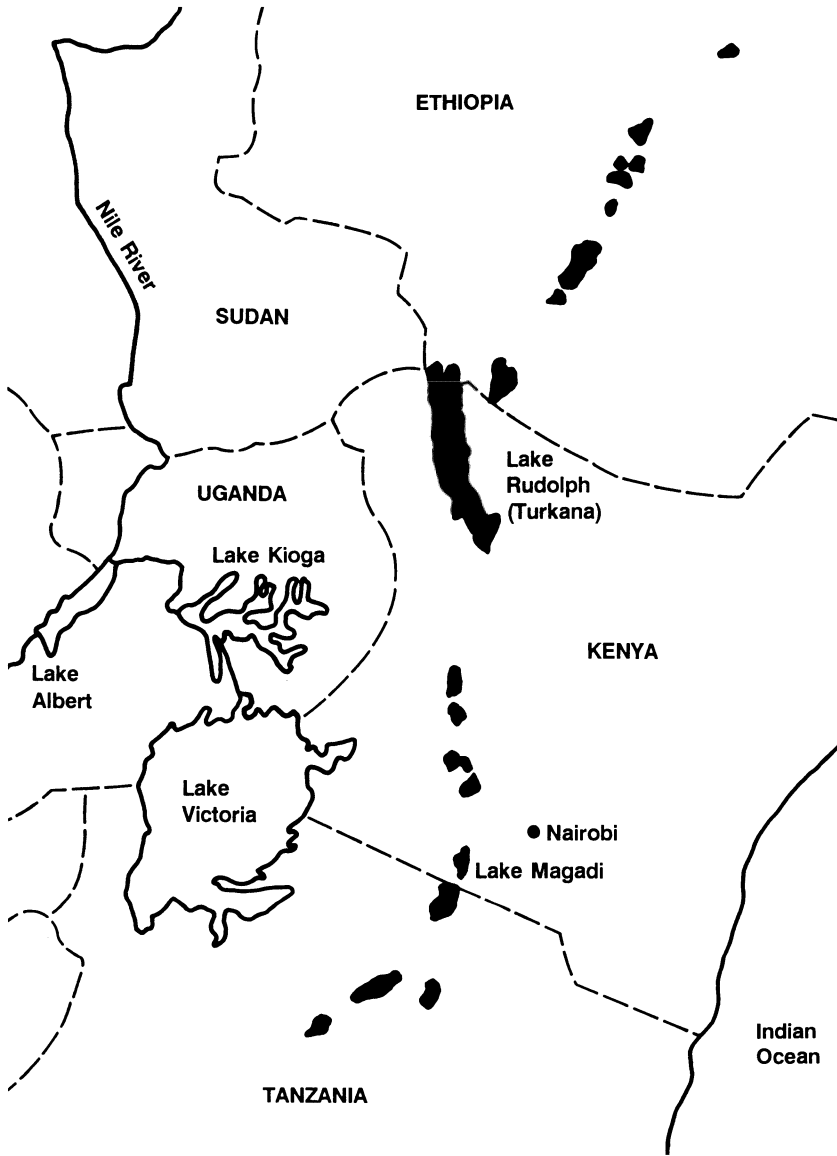 ETHIOPIA
Nile River
SUDAN
Lake
Rudolph
(Turkana)
UGANDA
Lake Kioga
KENYA
Lake
Albert
Lake
Victoria
Nairobi
Lake Magadi
Indian
Ocean
TANZANIA